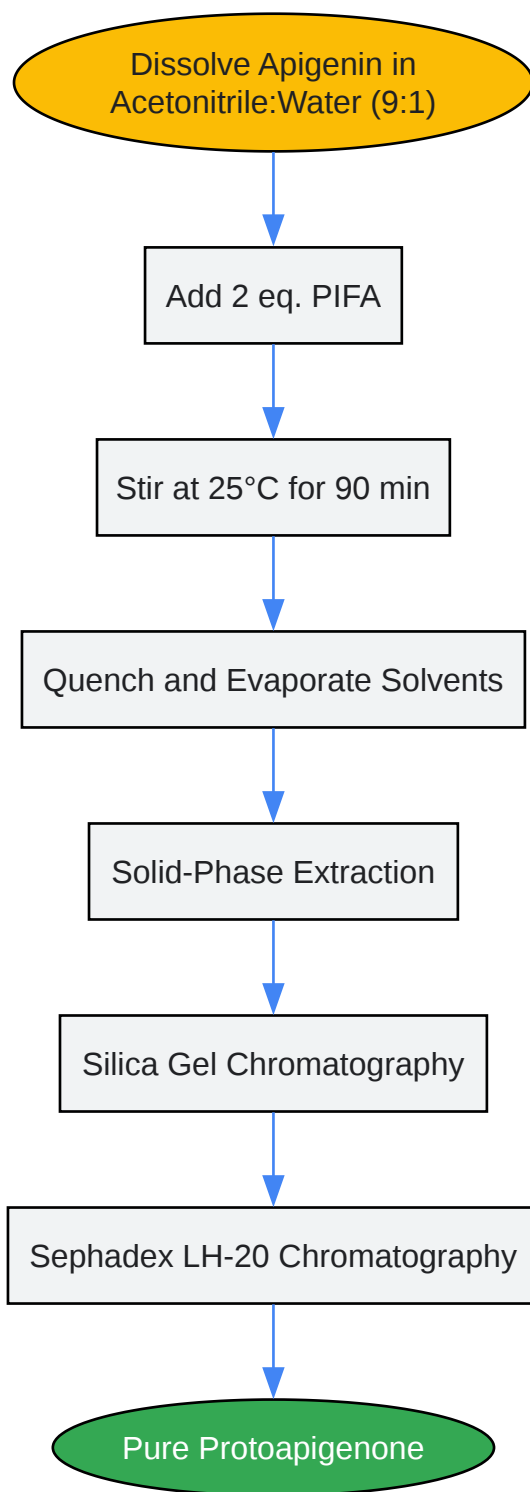 Dissolve Apigenin in
Acetonitrile:Water (9:1)
Add 2 eq. PIFA
Stir at 25°C for 90 min
Quench and Evaporate Solvents
Solid-Phase Extraction
Silica Gel Chromatography
Sephadex LH-20 Chromatography
Pure Protoapigenone